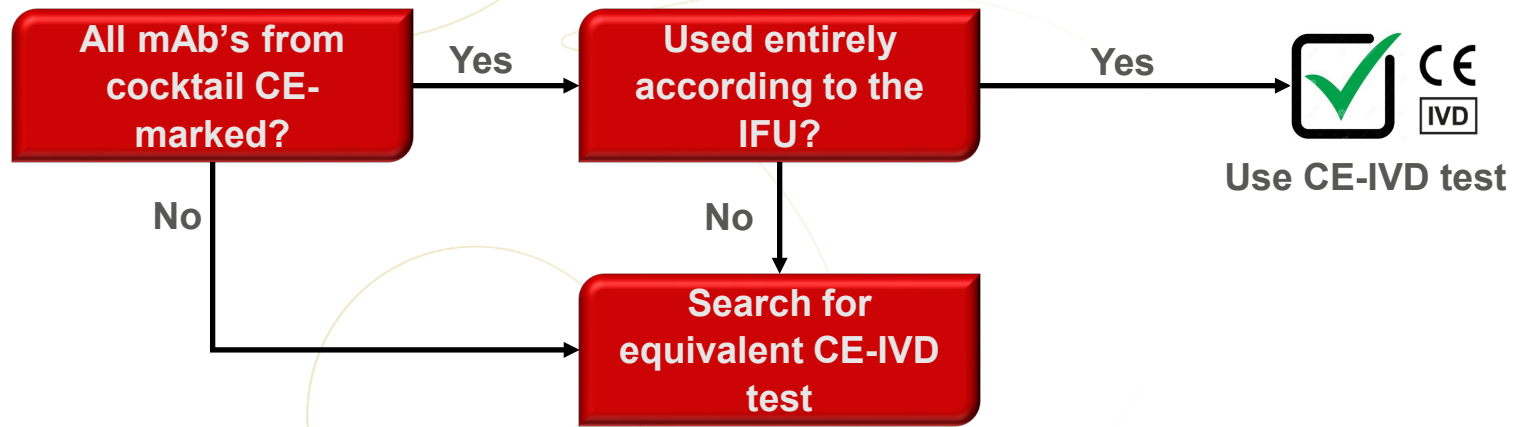 All mAb's from
cocktail CE-
marked?
Yes
Used entirely
according to the
IFU?
Yes
CE
IVD
Use CE-IVD test
No
No
Search for
equivalent CE-IVD
test